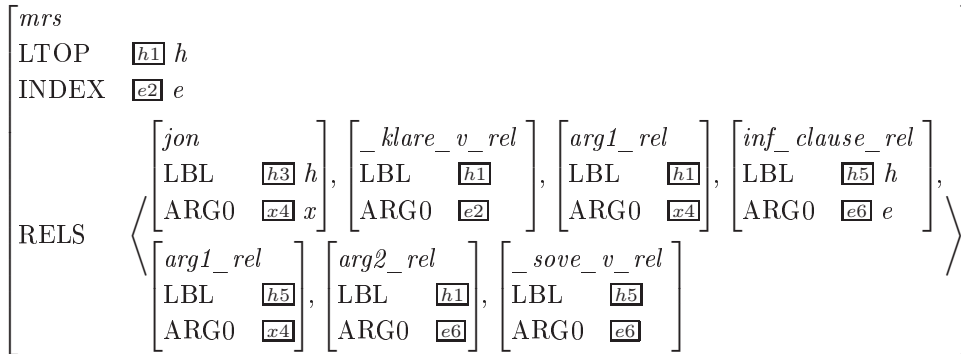 mrs
LTOP h1 h
INDEX e2 e
RELS
jon _klare_v_rel arg1_rel inf_clause_rel
LBL h3 h , LBL h1 , LBL h1 , LBL h5 h ,
ARG0 x4 x ARG0 e2 ARG0 x4 ARG0 e6 e
arg1_rel arg2_rel _sove_v_rel
LBL h5 , LBL h1 , LBL h5
ARG0 x4 ARG0 e6 ARG0 e6